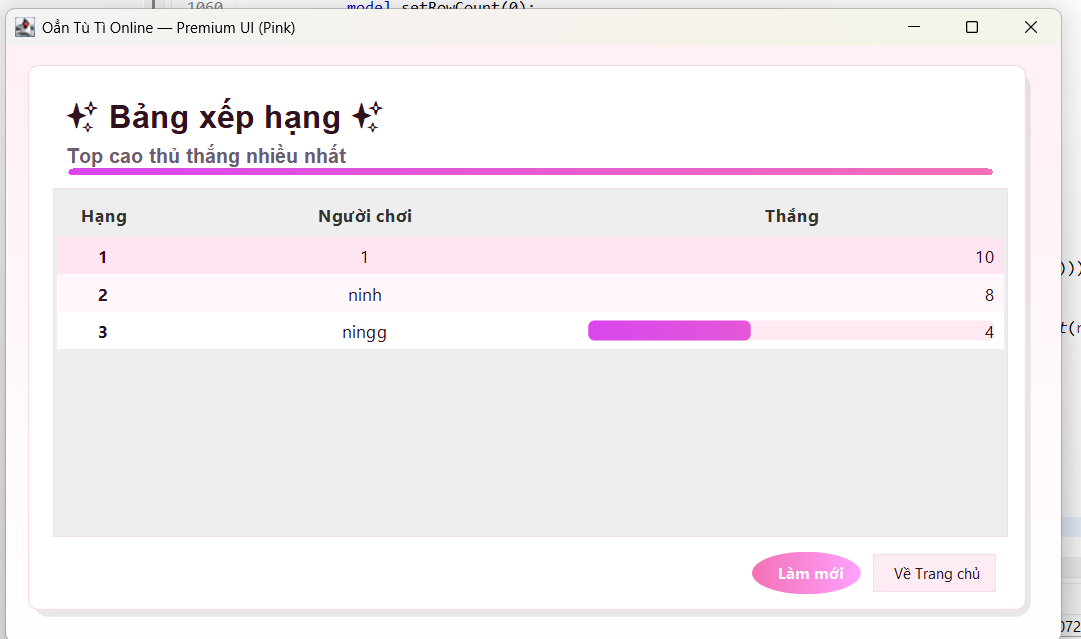 1060 model.setRowCount(0);
Oẳn Tù Tì Online — Premium UI (Pink)
Bảng xếp hạng
Top cao thủ thắng nhiều nhất
Hạng Người chơi Thắng
1 1 10
2 ninh 8
3 ningg 4
)))
t(r
Làm mới Về Trang chủ
072